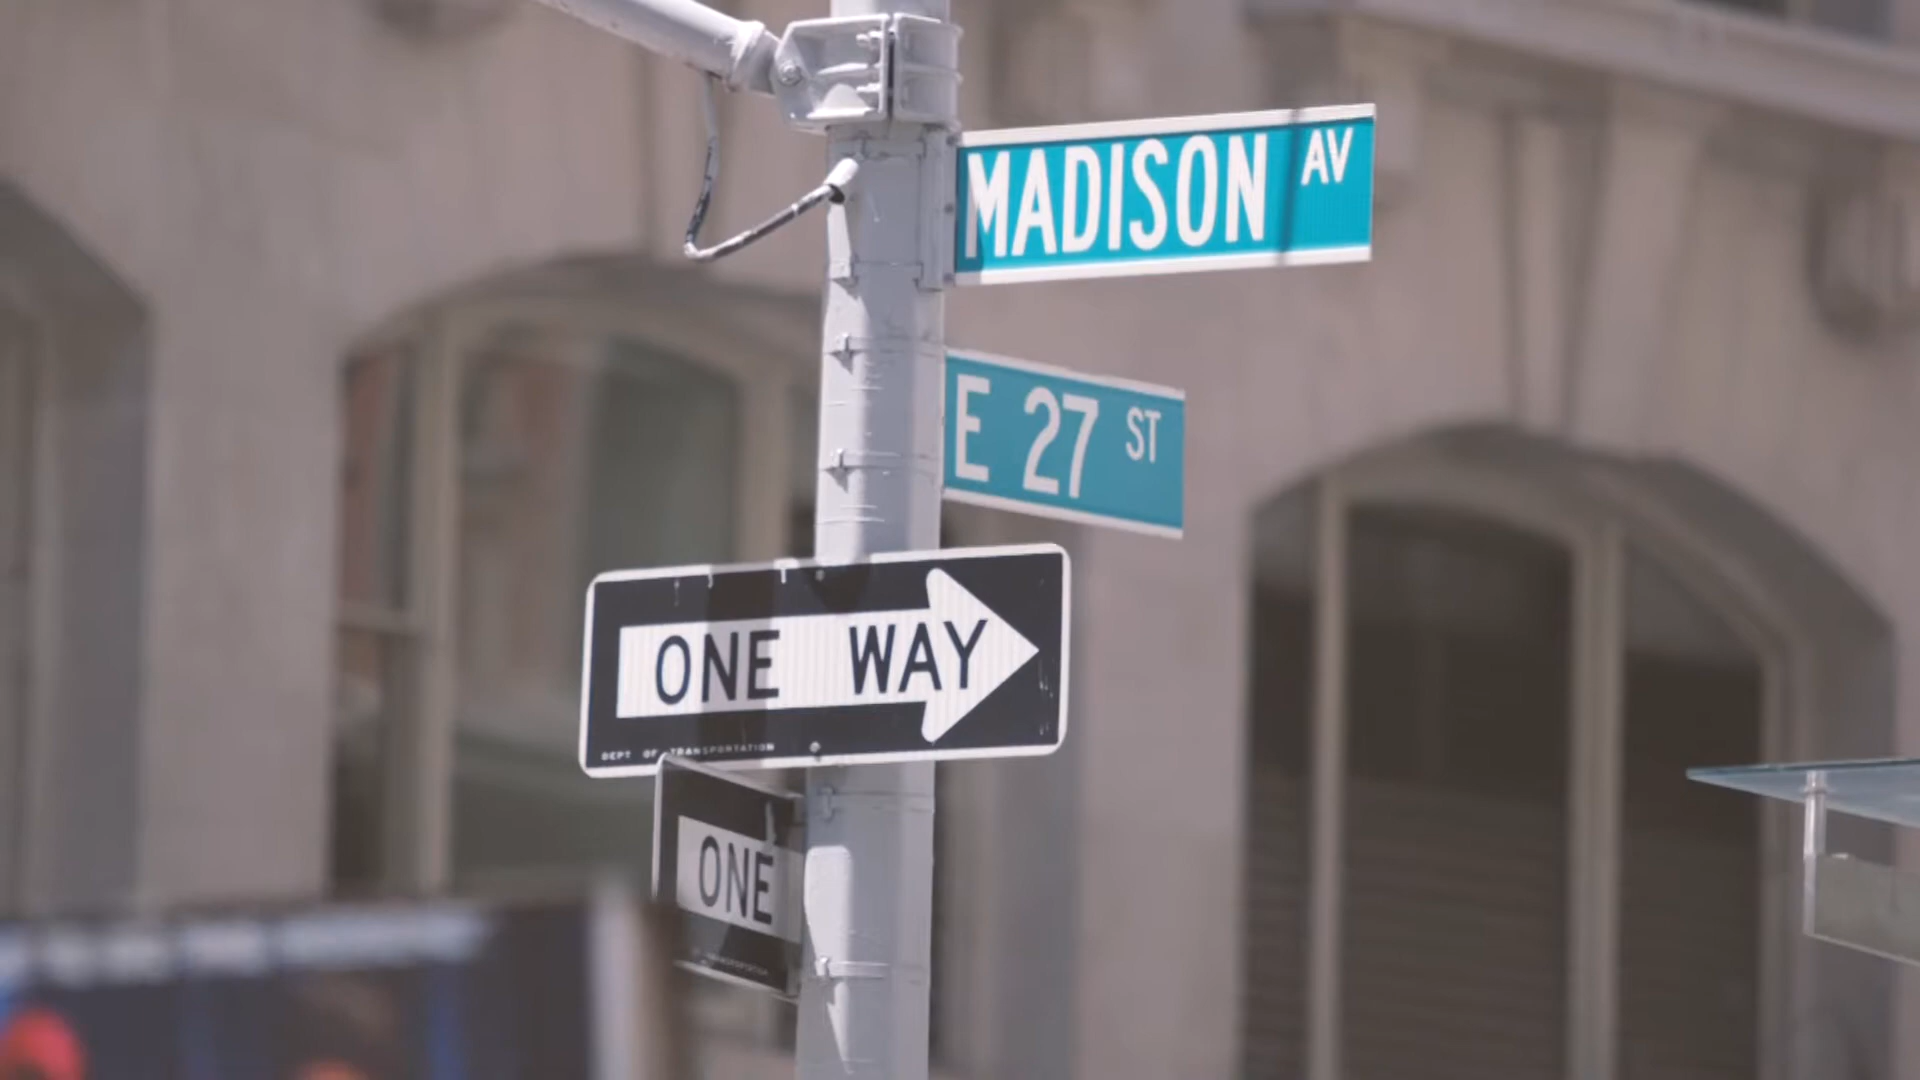 MADISON AV
E 27 ST
ONE WAY
DEPT OF TRANSPORTATION
ONE